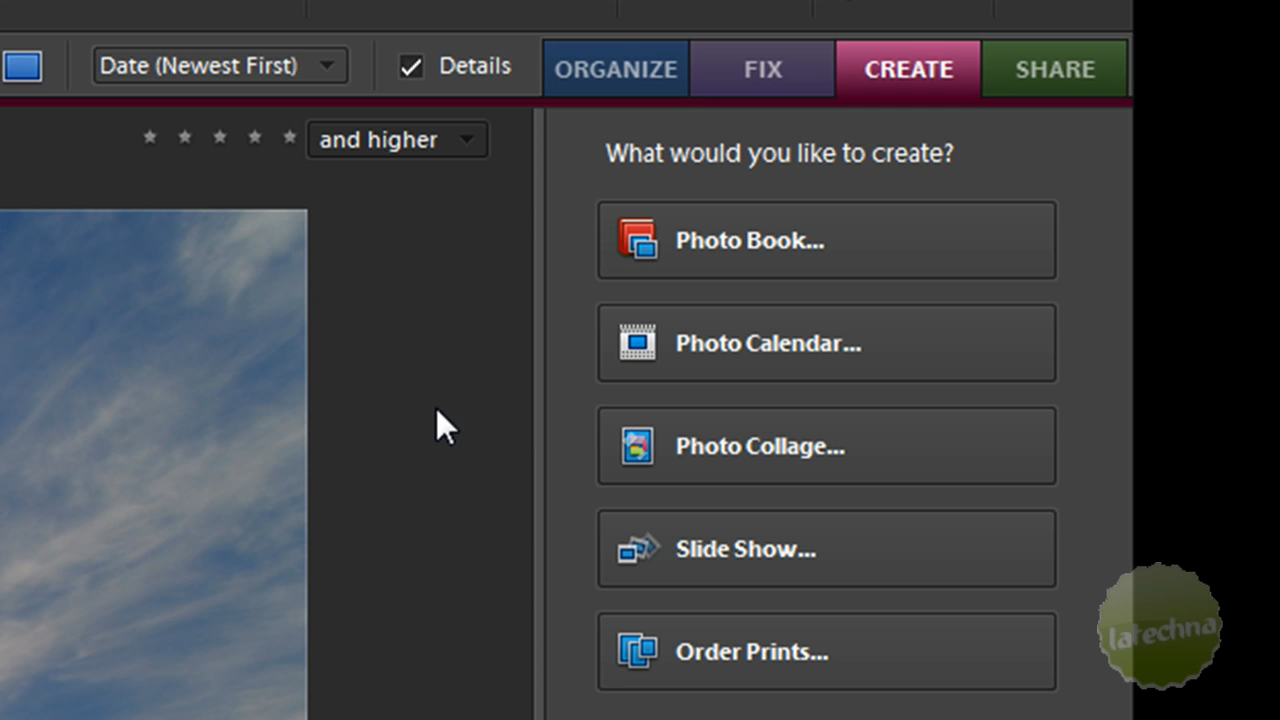 Date (Newest First)
Details
ORGANIZE
FIX
CREATE
SHARE
and higher
What would you like to create?
Photo Book...
Photo Calendar...
Photo Collage...
Slide Show...
Order Prints...
latechna